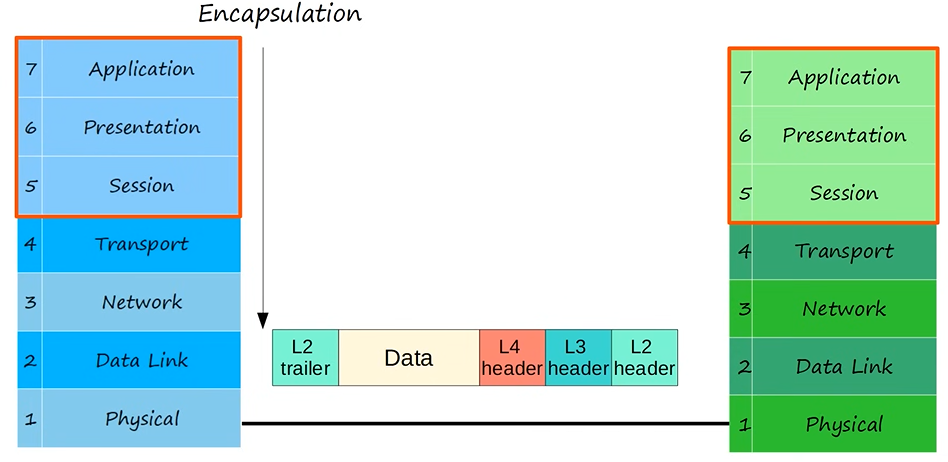 Encapsulation
7 Application
6 Presentation
5 Session
4 Transport
3 Network
2 Data Link
1 Physical
L2
trailer
Data
L4
header
L3
header
L2
header
7 Application
6 Presentation
5 Session
4 Transport
3 Network
2 Data Link
1 Physical